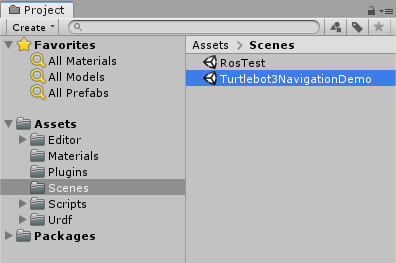 Project
Create
Favorites
All Materials
All Models
All Prefabs
Assets
Editor
Materials
Plugins
Scenes
Scripts
Urdf
Packages
Assets > Scenes
RosTest
Turtlebot3NavigationDemo